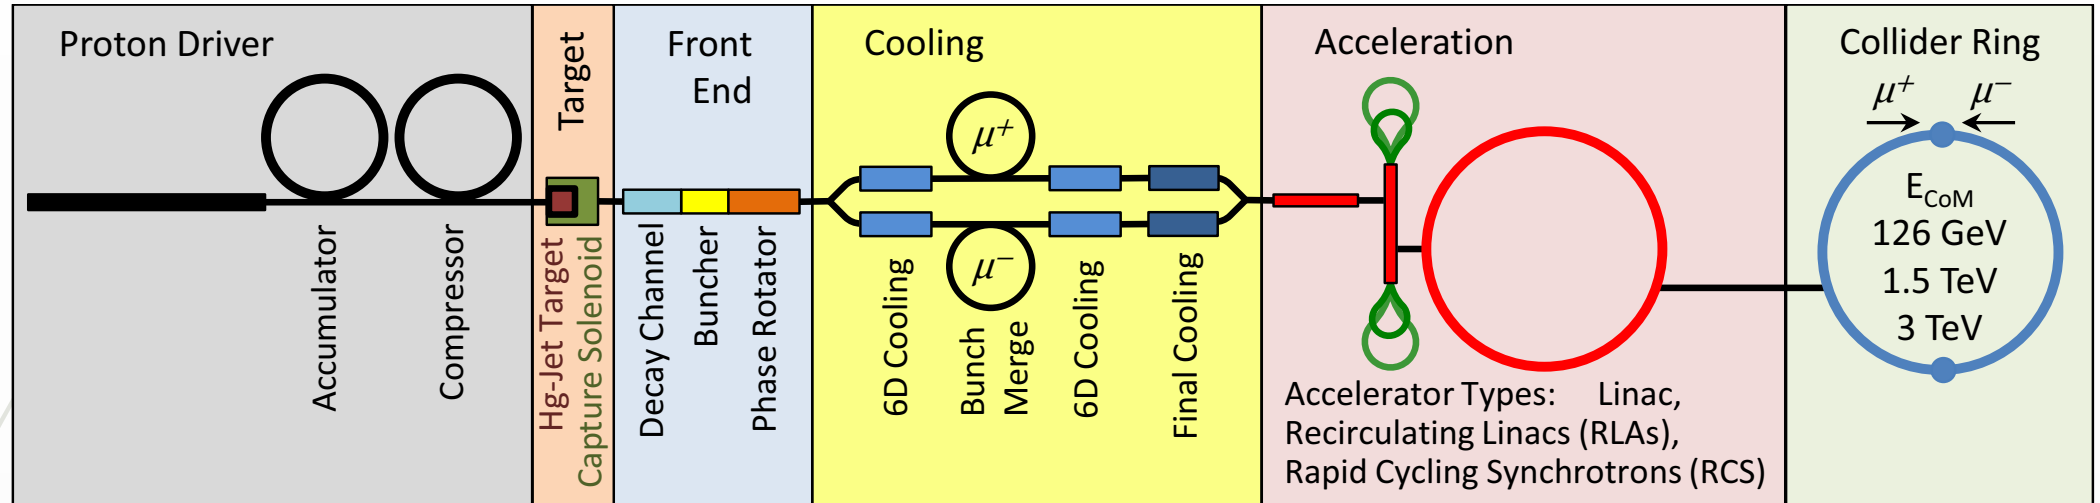 Proton Driver
Accumulator
Compressor
Target
Hg-Jet Target
Capture Solenoid
Front
End
Decay Channel
Buncher
Phase Rotator
Cooling
μ+
μ−
6D Cooling
Bunch
Merge
6D Cooling
Final Cooling
Acceleration
Accelerator Types: Linac,
Recirculating Linacs (RLAs),
Rapid Cycling Synchrotrons (RCS)
Collider Ring
μ+ μ−
ECoM
126 GeV
1.5 TeV
3 TeV